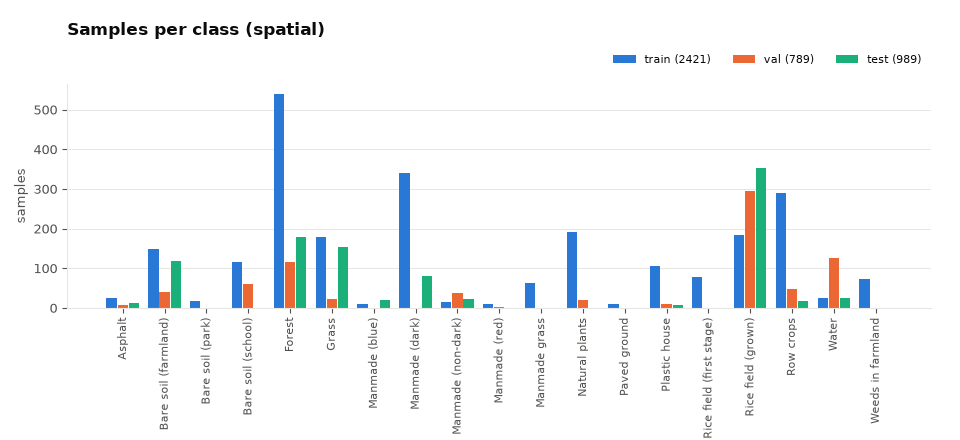 Samples per class (spatial)
train (2421) val (789) test (989)
samples
500
400
300
200
100
0
Asphalt
Bare soil (farmland)
Bare soil (park)
Bare soil (school)
Forest
Grass
Manmade (blue)
Manmade (dark)
Manmade (non-dark)
Manmade (red)
Manmade grass
Natural plants
Paved ground
Plastic house
Rice field (first stage)
Rice field (grown)
Row crops
Water
Weeds in farmland